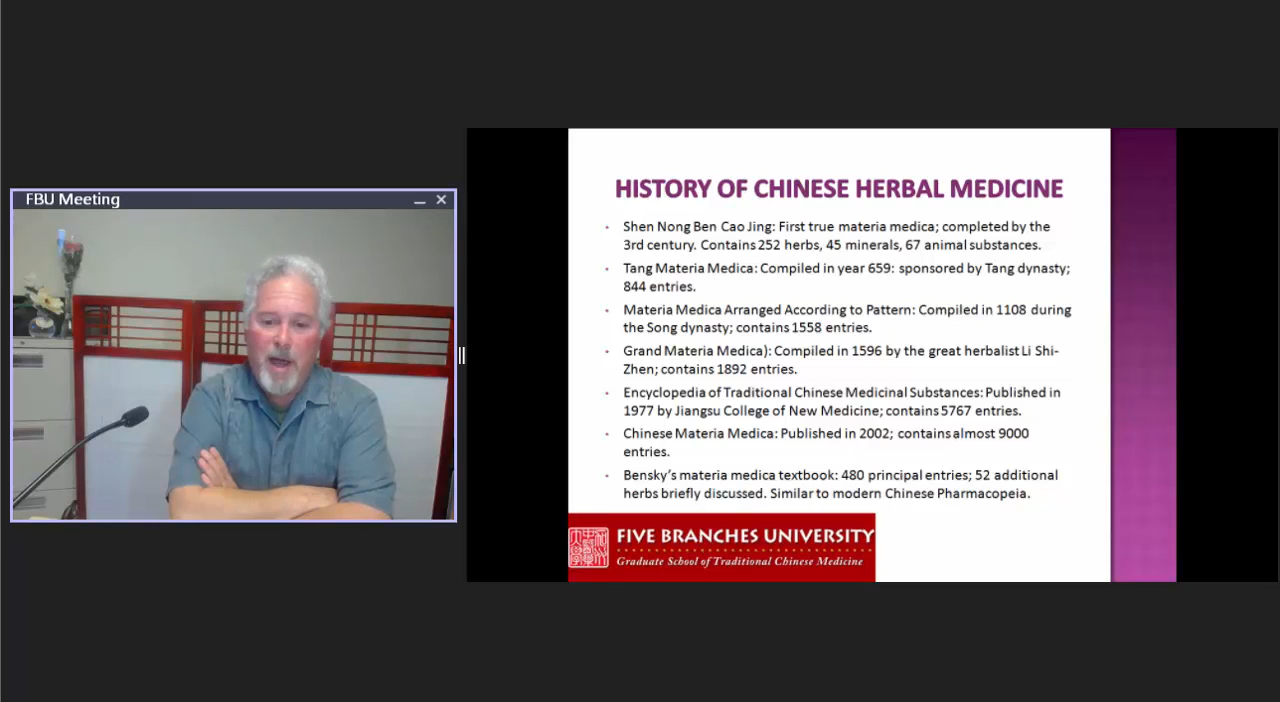 FBU Meeting
HISTORY OF CHINESE HERBAL MEDICINE
Shen Nong Ben Cao Jing: First true materia medica; completed by the
3rd century. Contains 252 herbs, 45 minerals, 67 animal substances.
Tang Materia Medica: Compiled in year 659: sponsored by Tang dynasty;
844 entries.
Materia Medica Arranged According to Pattern: Compiled in 1108 during
the Song dynasty; contains 1558 entries.
Grand Materia Medica): Compiled in 1596 by the great herbalist Li Shi-
Zhen; contains 1892 entries.
Encyclopedia of Traditional Chinese Medicinal Substances: Published in
1977 by Jiangsu College of New Medicine; contains 5767 entries.
Chinese Materia Medica: Published in 2002; contains almost 9000
entries.
Bensky's materia medica textbook: 480 principal entries; 52 additional
herbs briefly discussed. Similar to modern Chinese Pharmacopeia.
FIVE BRANCHES UNIVERSITY
Graduate School of Traditional Chinese Medicine